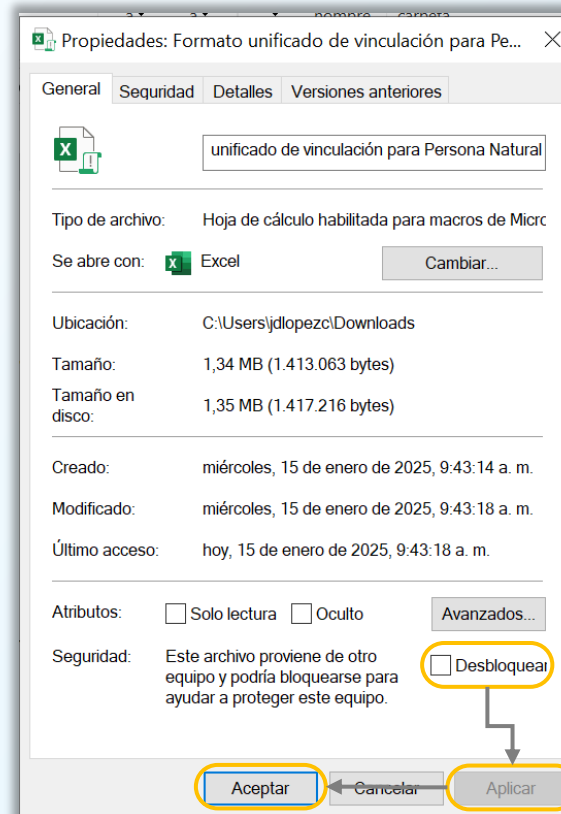 nombre carpeta
Propiedades: Formato unificado de vinculación para Pe...
General Seguridad Detalles Versiones anteriores
unificado de vinculación para Persona Natural
Tipo de archivo: Hoja de cálculo habilitada para macros de Micro
Se abre con: Excel Cambiar...
Ubicación: C:\Users\jdlopezc\Downloads
Tamaño: 1,34 MB (1.413.063 bytes)
Tamaño en
disco: 1,35 MB (1.417.216 bytes)
Creado: miércoles, 15 de enero de 2025, 9:43:14 a. m.
Modificado: miércoles, 15 de enero de 2025, 9:43:18 a. m.
Último acceso: hoy, 15 de enero de 2025, 9:43:18 a. m.
Atributos: Solo lectura Oculto Avanzados...
Seguridad: Este archivo proviene de otro
equipo y podría bloquearse para
ayudar a proteger este equipo.
Desbloquear
Aceptar Cancelar Aplicar